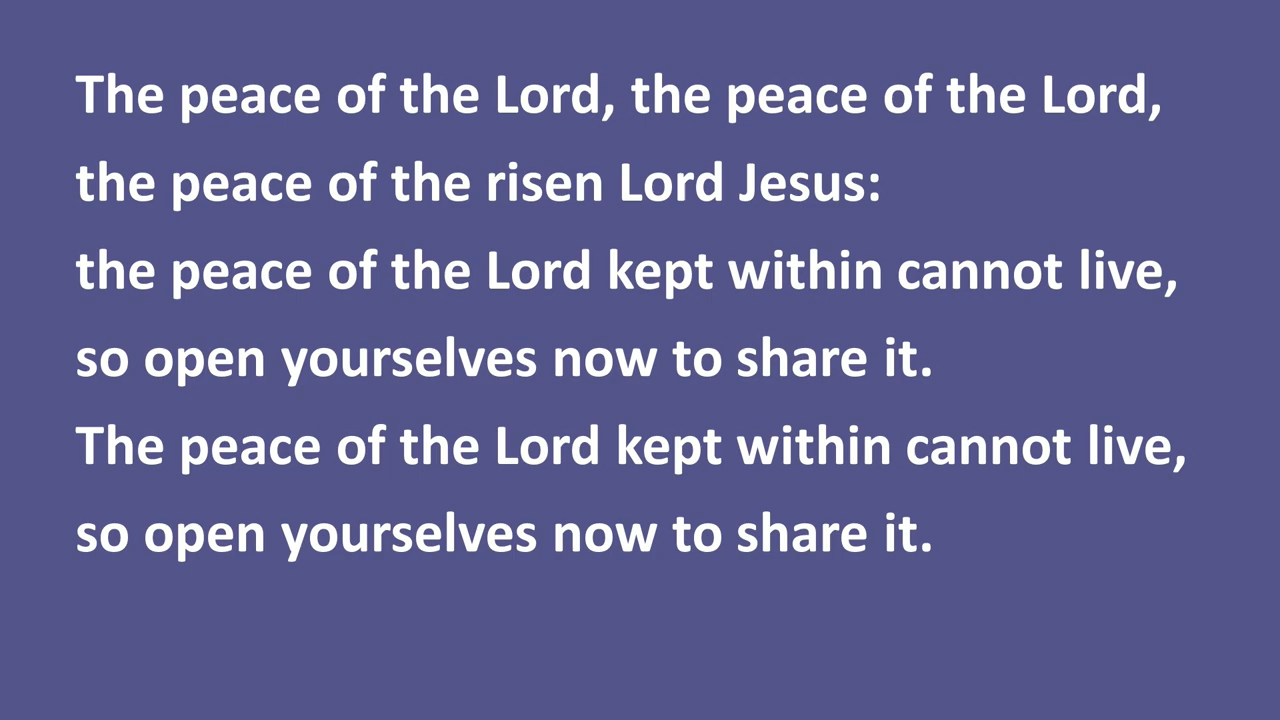 The peace of the Lord, the peace of the Lord,
the peace of the risen Lord Jesus:
the peace of the Lord kept within cannot live,
so open yourselves now to share it.
The peace of the Lord kept within cannot live,
so open yourselves now to share it.